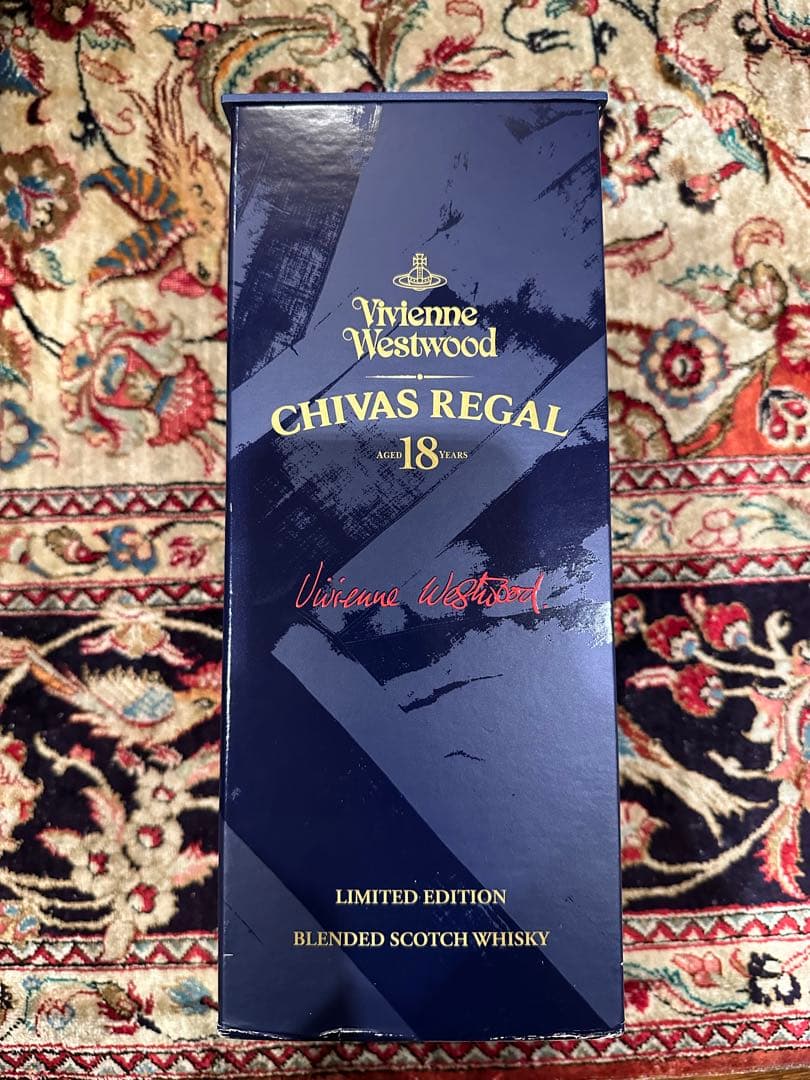 Vivienne
Westwood
CHIVAS REGAL
AGED 18 YEARS
Vivienne Westwood
LIMITED EDITION
BLENDED SCOTCH WHISKY